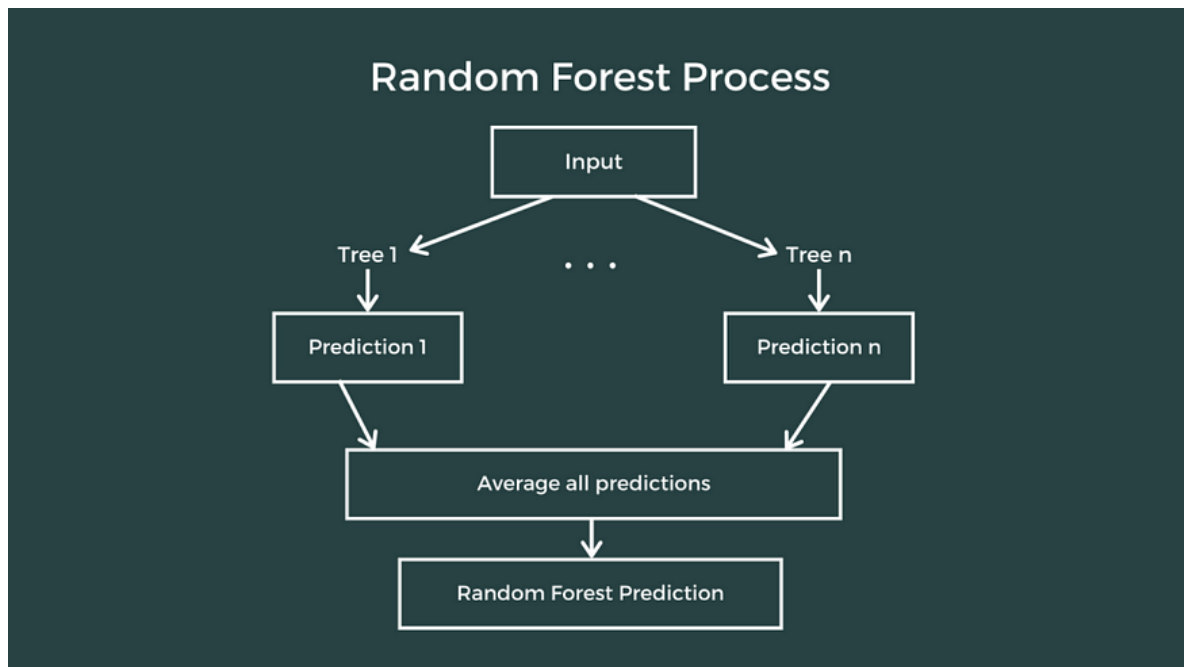 Random Forest Process
Input
Tree 1
. . .
Tree n
Prediction 1
Prediction n
Average all predictions
Random Forest Prediction